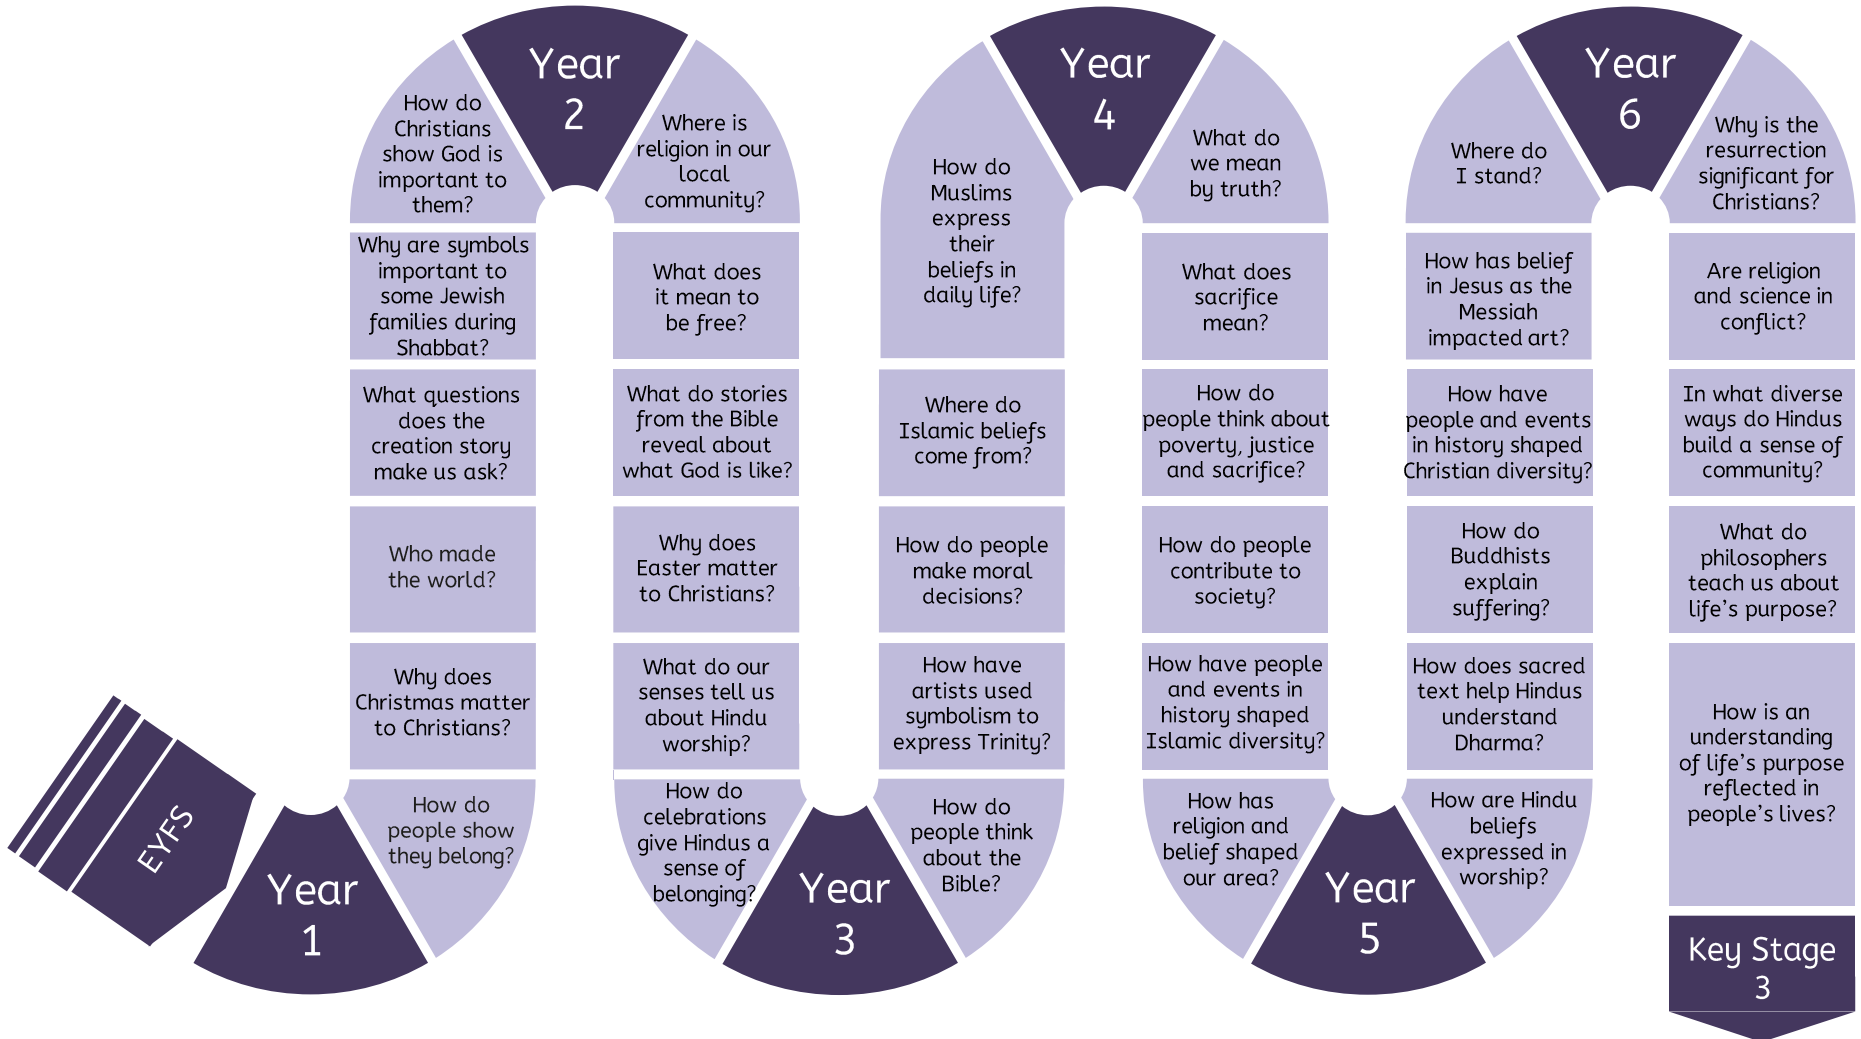 EYFS
Year
1
How do
people show
they belong?
Why does
Christmas matter
to Christians?
Who made
the world?
What questions
does the
creation story
make us ask?
Why are symbols
important to
some Jewish
families during
Shabbat?
How do
Christians
show God is
important to
them?
Year
2
Where is
religion in our
local
community?
What does
it mean to
be free?
What do stories
from the Bible
reveal about
what God is like?
Why does
Easter matter
to Christians?
What do our
senses tell us
about Hindu
worship?
How do
celebrations
give Hindus a
sense of
belonging?
Year
3
How do
people think
about the
Bible?
How have
artists used
symbolism to
express Trinity?
How do people
make moral
decisions?
Where do
Islamic beliefs
come from?
How do
Muslims
express
their
beliefs in
daily life?
Year
4
What do
we mean
by truth?
What does
sacrifice
mean?
How do
people think about
poverty, justice
and sacrifice?
How do people
contribute to
society?
How have people
and events in
history shaped
Islamic diversity?
How has
religion and
belief shaped
our area?
Year
5
How are Hindu
beliefs
expressed in
worship?
How does sacred
text help Hindus
understand
Dharma?
How do
Buddhists
explain
suffering?
How have
people and events
in history shaped
Christian diversity?
How has belief
in Jesus as the
Messiah
impacted art?
Where do
I stand?
Year
6
Why is the
resurrection
significant for
Christians?
Are religion
and science in
conflict?
In what diverse
ways do Hindus
build a sense of
community?
What do
philosophers
teach us about
life’s purpose?
How is an
understanding
of life’s purpose
reflected in
people’s lives?
Key Stage
3